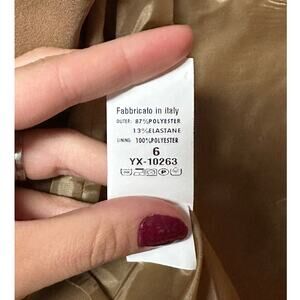 Fabbricato in italy
OUTER: 87%POLYESTER
13%ELASTANE
LINING: 100%POLYESTER
6
YX-10263